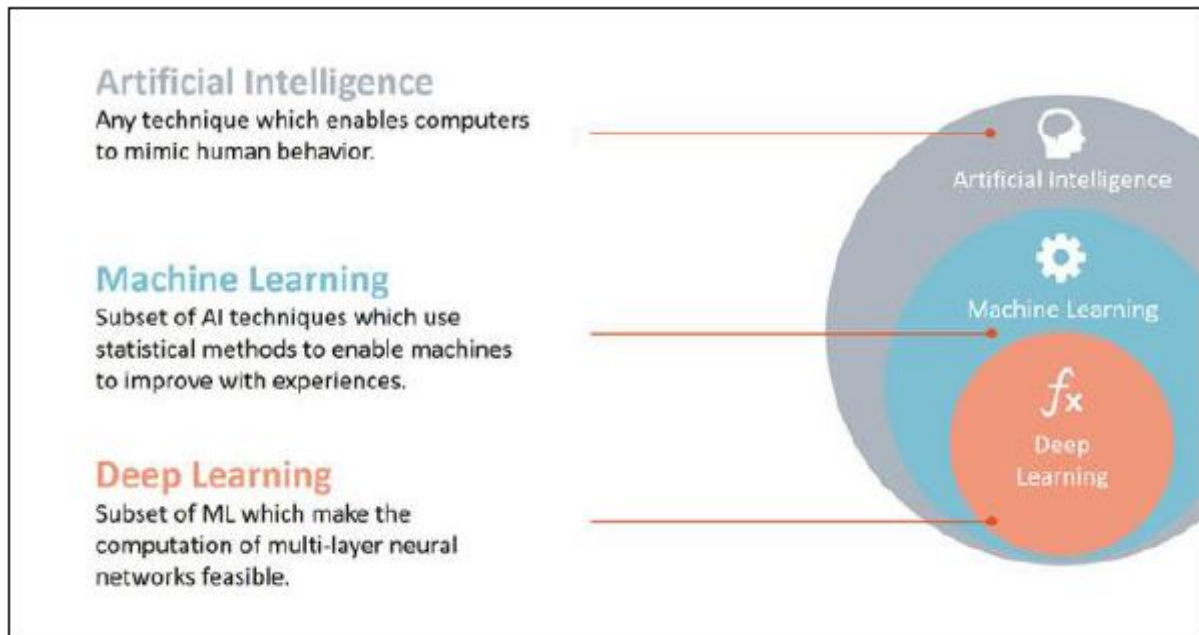 Artificial Intelligence
Any technique which enables computers
to mimic human behavior.
Machine Learning
Subset of AI techniques which use
statistical methods to enable machines
to improve with experiences.
Deep Learning
Subset of ML which make the
computation of multi-layer neural
networks feasible.
Artificial Intelligence
Machine Learning
fx
Deep
Learning